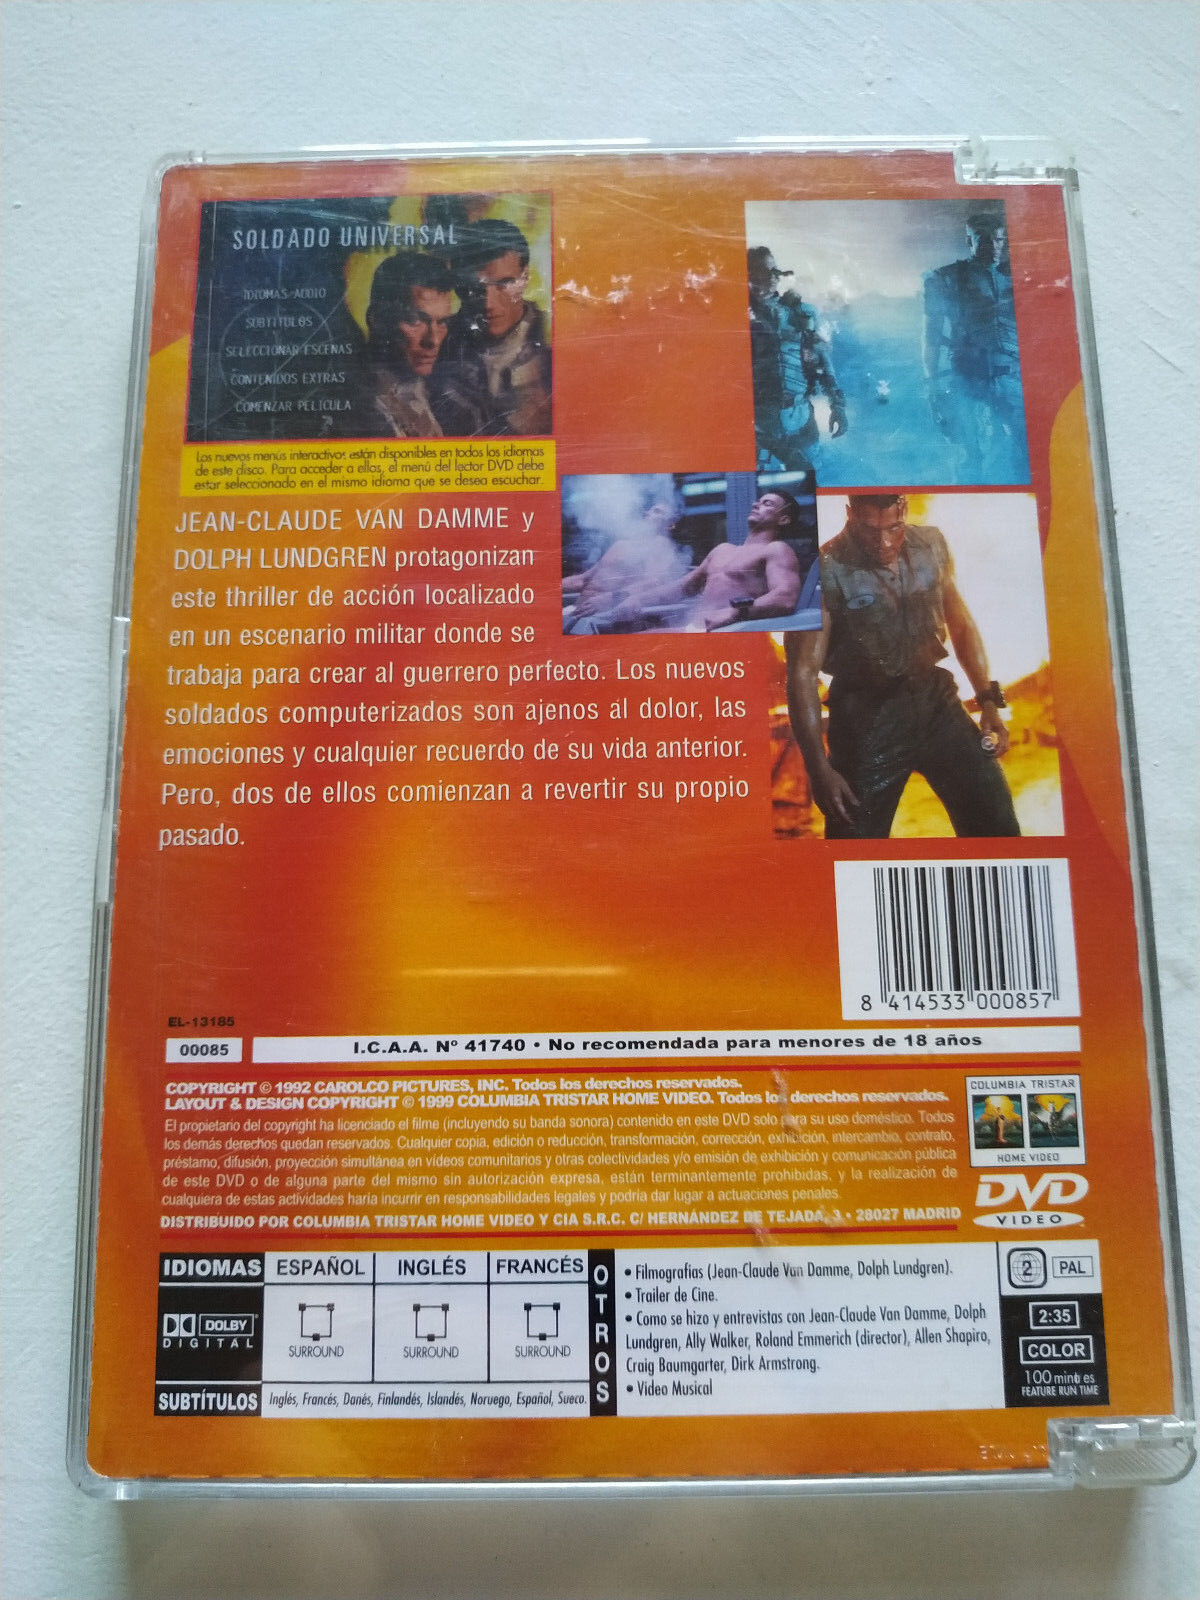 SOLDADO UNIVERSAL
IDIOMAS AUDIO
SUBTITULOS
SELECCIONAR ESCENAS
CONTENIDOS EXTRAS
COMENZAR PELICULA
Los nuevos menús interactivos están disponibles en todos los idiomas
de este disco. Para acceder a ellos, el menú del lector DVD debe
estar seleccionado en el mismo idioma que se desea escuchar.
JEAN-CLAUDE VAN DAMME y
DOLPH LUNDGREN protagonizan
este thriller de acción localizado
en un escenario militar donde se
trabaja para crear al guerrero perfecto. Los nuevos
soldados computerizados son ajenos al dolor, las
emociones y cualquier recuerdo de su vida anterior.
Pero, dos de ellos comienzan a revertir su propio
pasado.
8 414533 000857
EL-13185
00085
I.C.A.A. Nº 41740 • No recomendada para menores de 18 años
COPYRIGHT © 1992 CAROLCO PICTURES, INC. Todos los derechos reservados.
LAYOUT & DESIGN COPYRIGHT © 1999 COLUMBIA TRISTAR HOME VIDEO. Todos los derechos reservados.
El propietario del copyright ha licenciado el filme (incluyendo su banda sonora) contenido en este DVD solo para su uso doméstico. Todos
los demás derechos quedan reservados. Cualquier copia, edición o reducción, transformación, corrección, exhibición, intercambio, contrato,
préstamo, difusión, proyección simultánea en vídeos comunitarios y otras colectividades y/o emisión de exhibición y comunicación pública
de este DVD o de alguna parte del mismo sin autorización expresa, están terminantemente prohibidas. y la realización de
cualquiera de estas actividades haría incurrir en responsabilidades legales y podría dar lugar a actuaciones penales.
DISTRIBUIDO POR COLUMBIA TRISTAR HOME VIDEO Y CIA S.R.C. C/ HERNÁNDEZ DE TEJADA, 3 • 28027 MADRID
COLUMBIA TRISTAR
HOME VIDEO
DVD
VIDEO
IDIOMAS
ESPAÑOL
INGLÉS
FRANCÉS
DOLBY
DIGITAL
SURROUND
SURROUND
SURROUND
SUBTÍTULOS
Inglés, Francés, Danés, Finlandés, Islandés, Noruego, Español, Sueco.
OTROS
• Filmografías (Jean-Claude Van Damme, Dolph Lundgren).
• Trailer de Cine.
• Como se hizo y entrevistas con Jean-Claude Van Damme, Dolph
Lundgren, Ally Walker, Roland Emmerich (director), Allen Shapiro,
Craig Baumgarter, Dirk Armstrong.
• Video Musical
2
PAL
2:35
COLOR
100 minutes
FEATURE RUN TIME